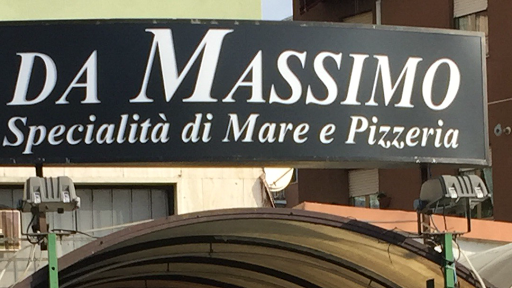 DA MASSIMO
Specialità di Mare e Pizzeria